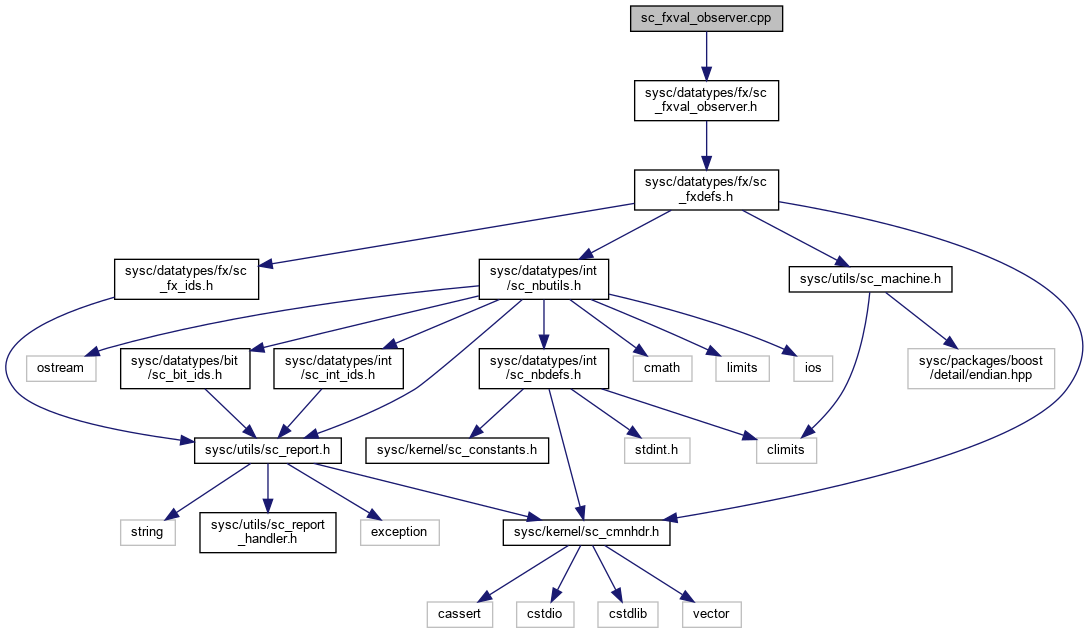 sc_fxval_observer.cpp
sysc/datatypes/fx/sc
_fxval_observer.h
sysc/datatypes/fx/sc
_fxdefs.h
sysc/datatypes/fx/sc
_fx_ids.h
sysc/datatypes/int
/sc_nbutils.h
sysc/utils/sc_machine.h
ostream
sysc/datatypes/bit
/sc_bit_ids.h
sysc/datatypes/int
/sc_int_ids.h
sysc/datatypes/int
/sc_nbdefs.h
cmath
limits
ios
sysc/packages/boost
/detail/endian.hpp
sysc/utils/sc_report.h
sysc/kernel/sc_constants.h
stdint.h
climits
string
sysc/utils/sc_report
_handler.h
exception
sysc/kernel/sc_cmnhdr.h
cassert
cstdio
cstdlib
vector